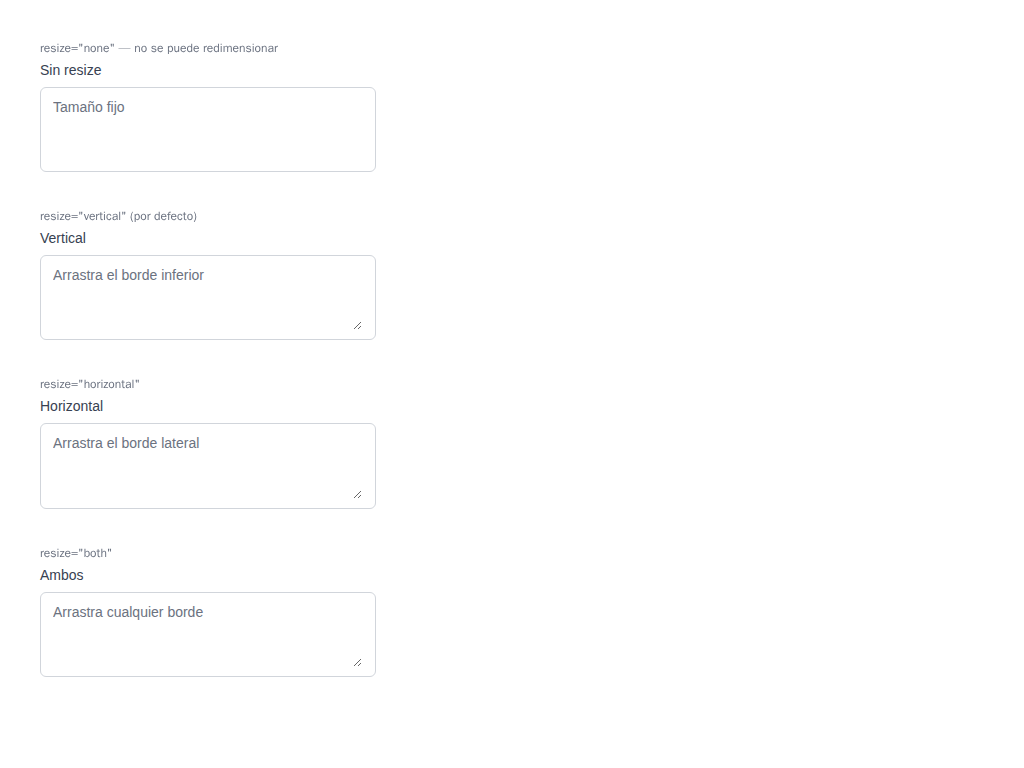 resize="none" — no se puede redimensionar
Sin resize
Tamaño fijo
resize="vertical" (por defecto)
Vertical
Arrastra el borde inferior
resize="horizontal"
Horizontal
Arrastra el borde lateral
resize="both"
Ambos
Arrastra cualquier borde